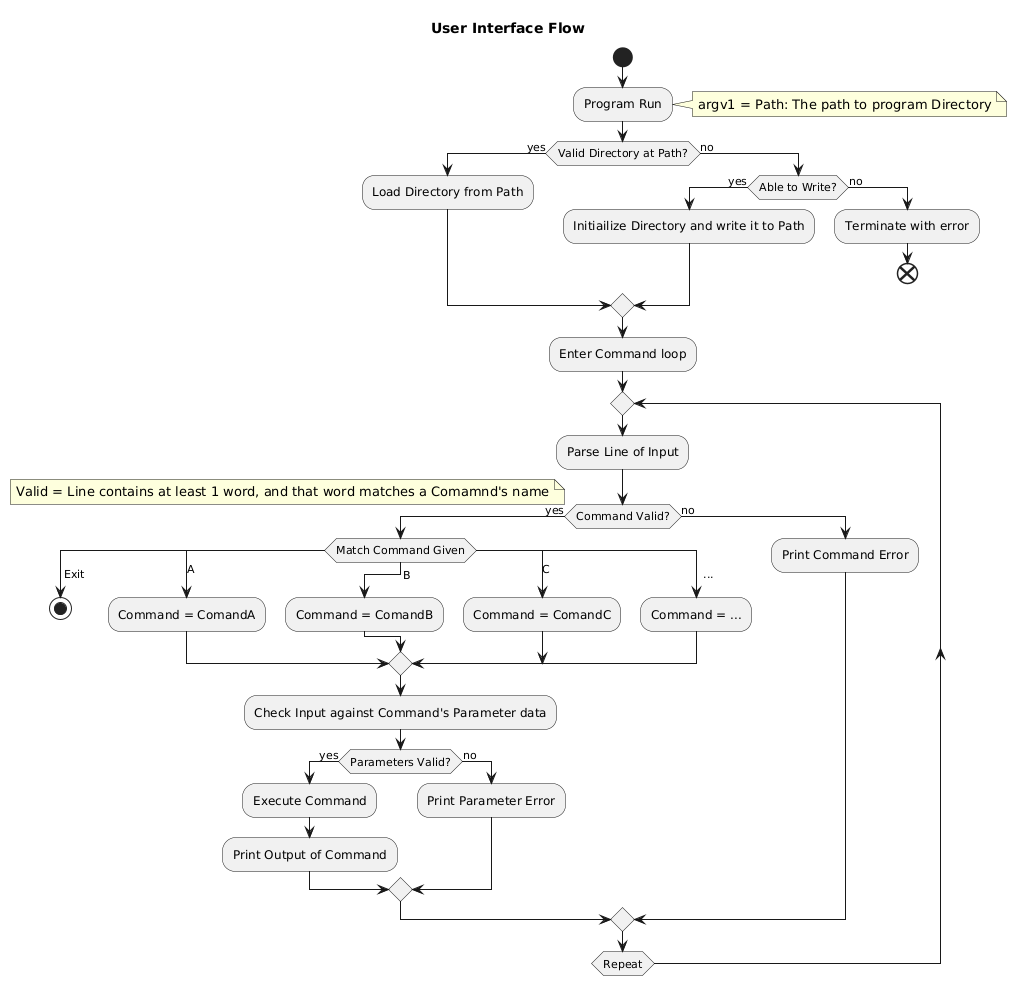 User Interface Flow
Program Run
argv1 = Path: The path to program Directory
yes
Valid Directory at Path?
no
Load Directory from Path
yes
Able to Write?
no
Initiailize Directory and write it to Path
Terminate with error
Enter Command loop
Parse Line of Input
Valid = Line contains at least 1 word, and that word matches a Comamnd's name
yes
Command Valid?
no
Match Command Given
Print Command Error
Exit
A
B
C
...
Command = ComandA
Command = ComandB
Command = ComandC
Command = ...
Check Input against Command's Parameter data
yes
Parameters Valid?
no
Execute Command
Print Parameter Error
Print Output of Command
Repeat